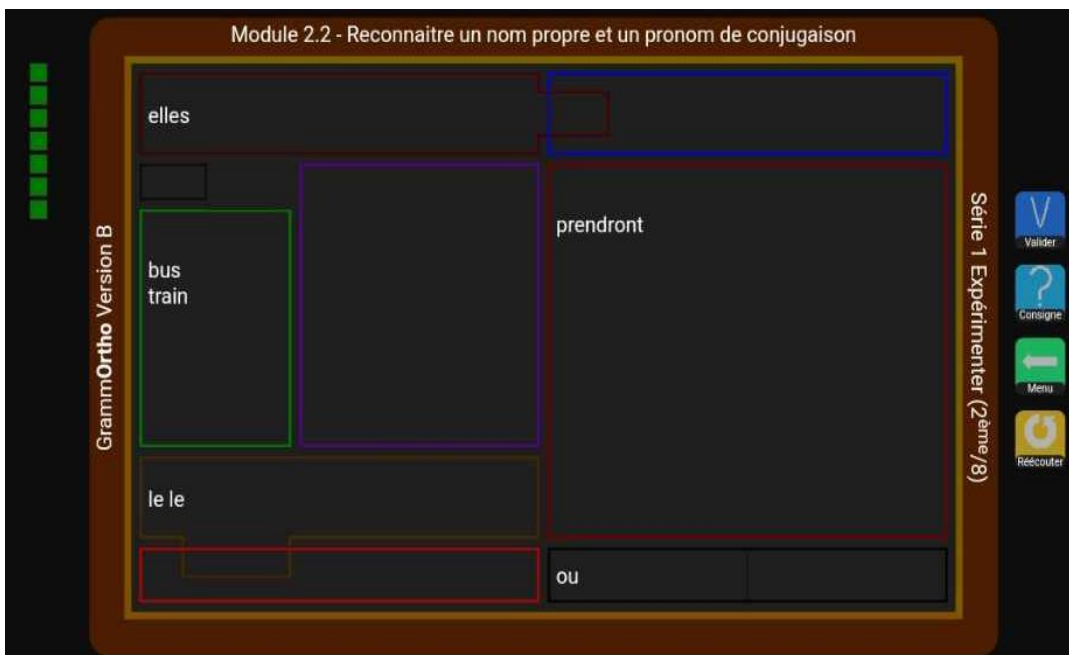 Module 2.2 - Reconnaitre un nom propre et un pronom de conjugaison
elles
prendront
bus
train
le le
ou
GrammOrtho Version B
Série 1 Expérimenter (2ème/8)
Valider
Consigne
Menu
Réécouter